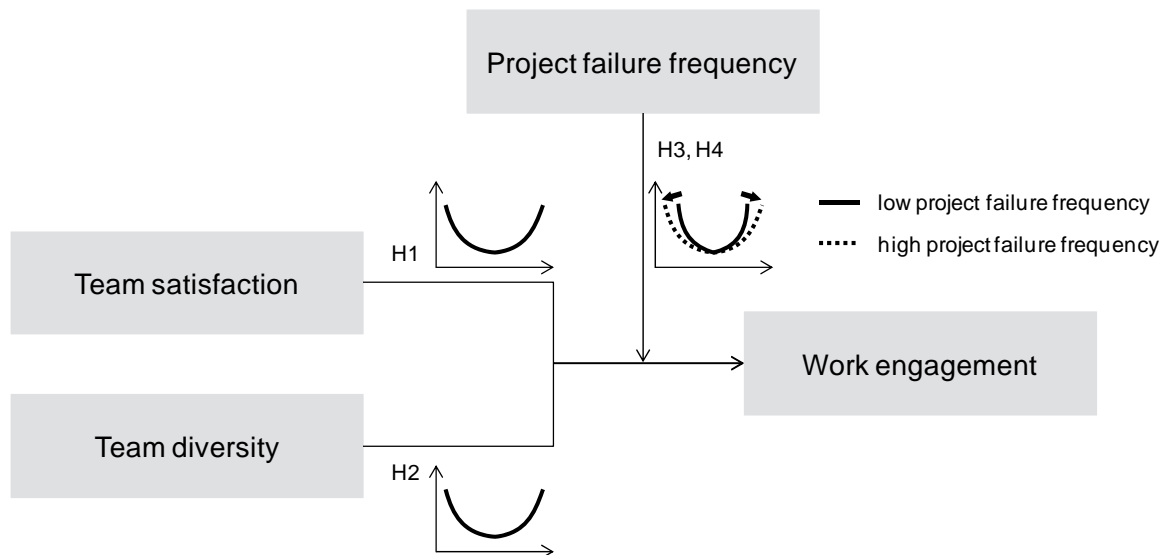 Project failure frequency
H3, H4
low project failure frequency
high project failure frequency
H1
Team satisfaction
Work engagement
Team diversity
H2